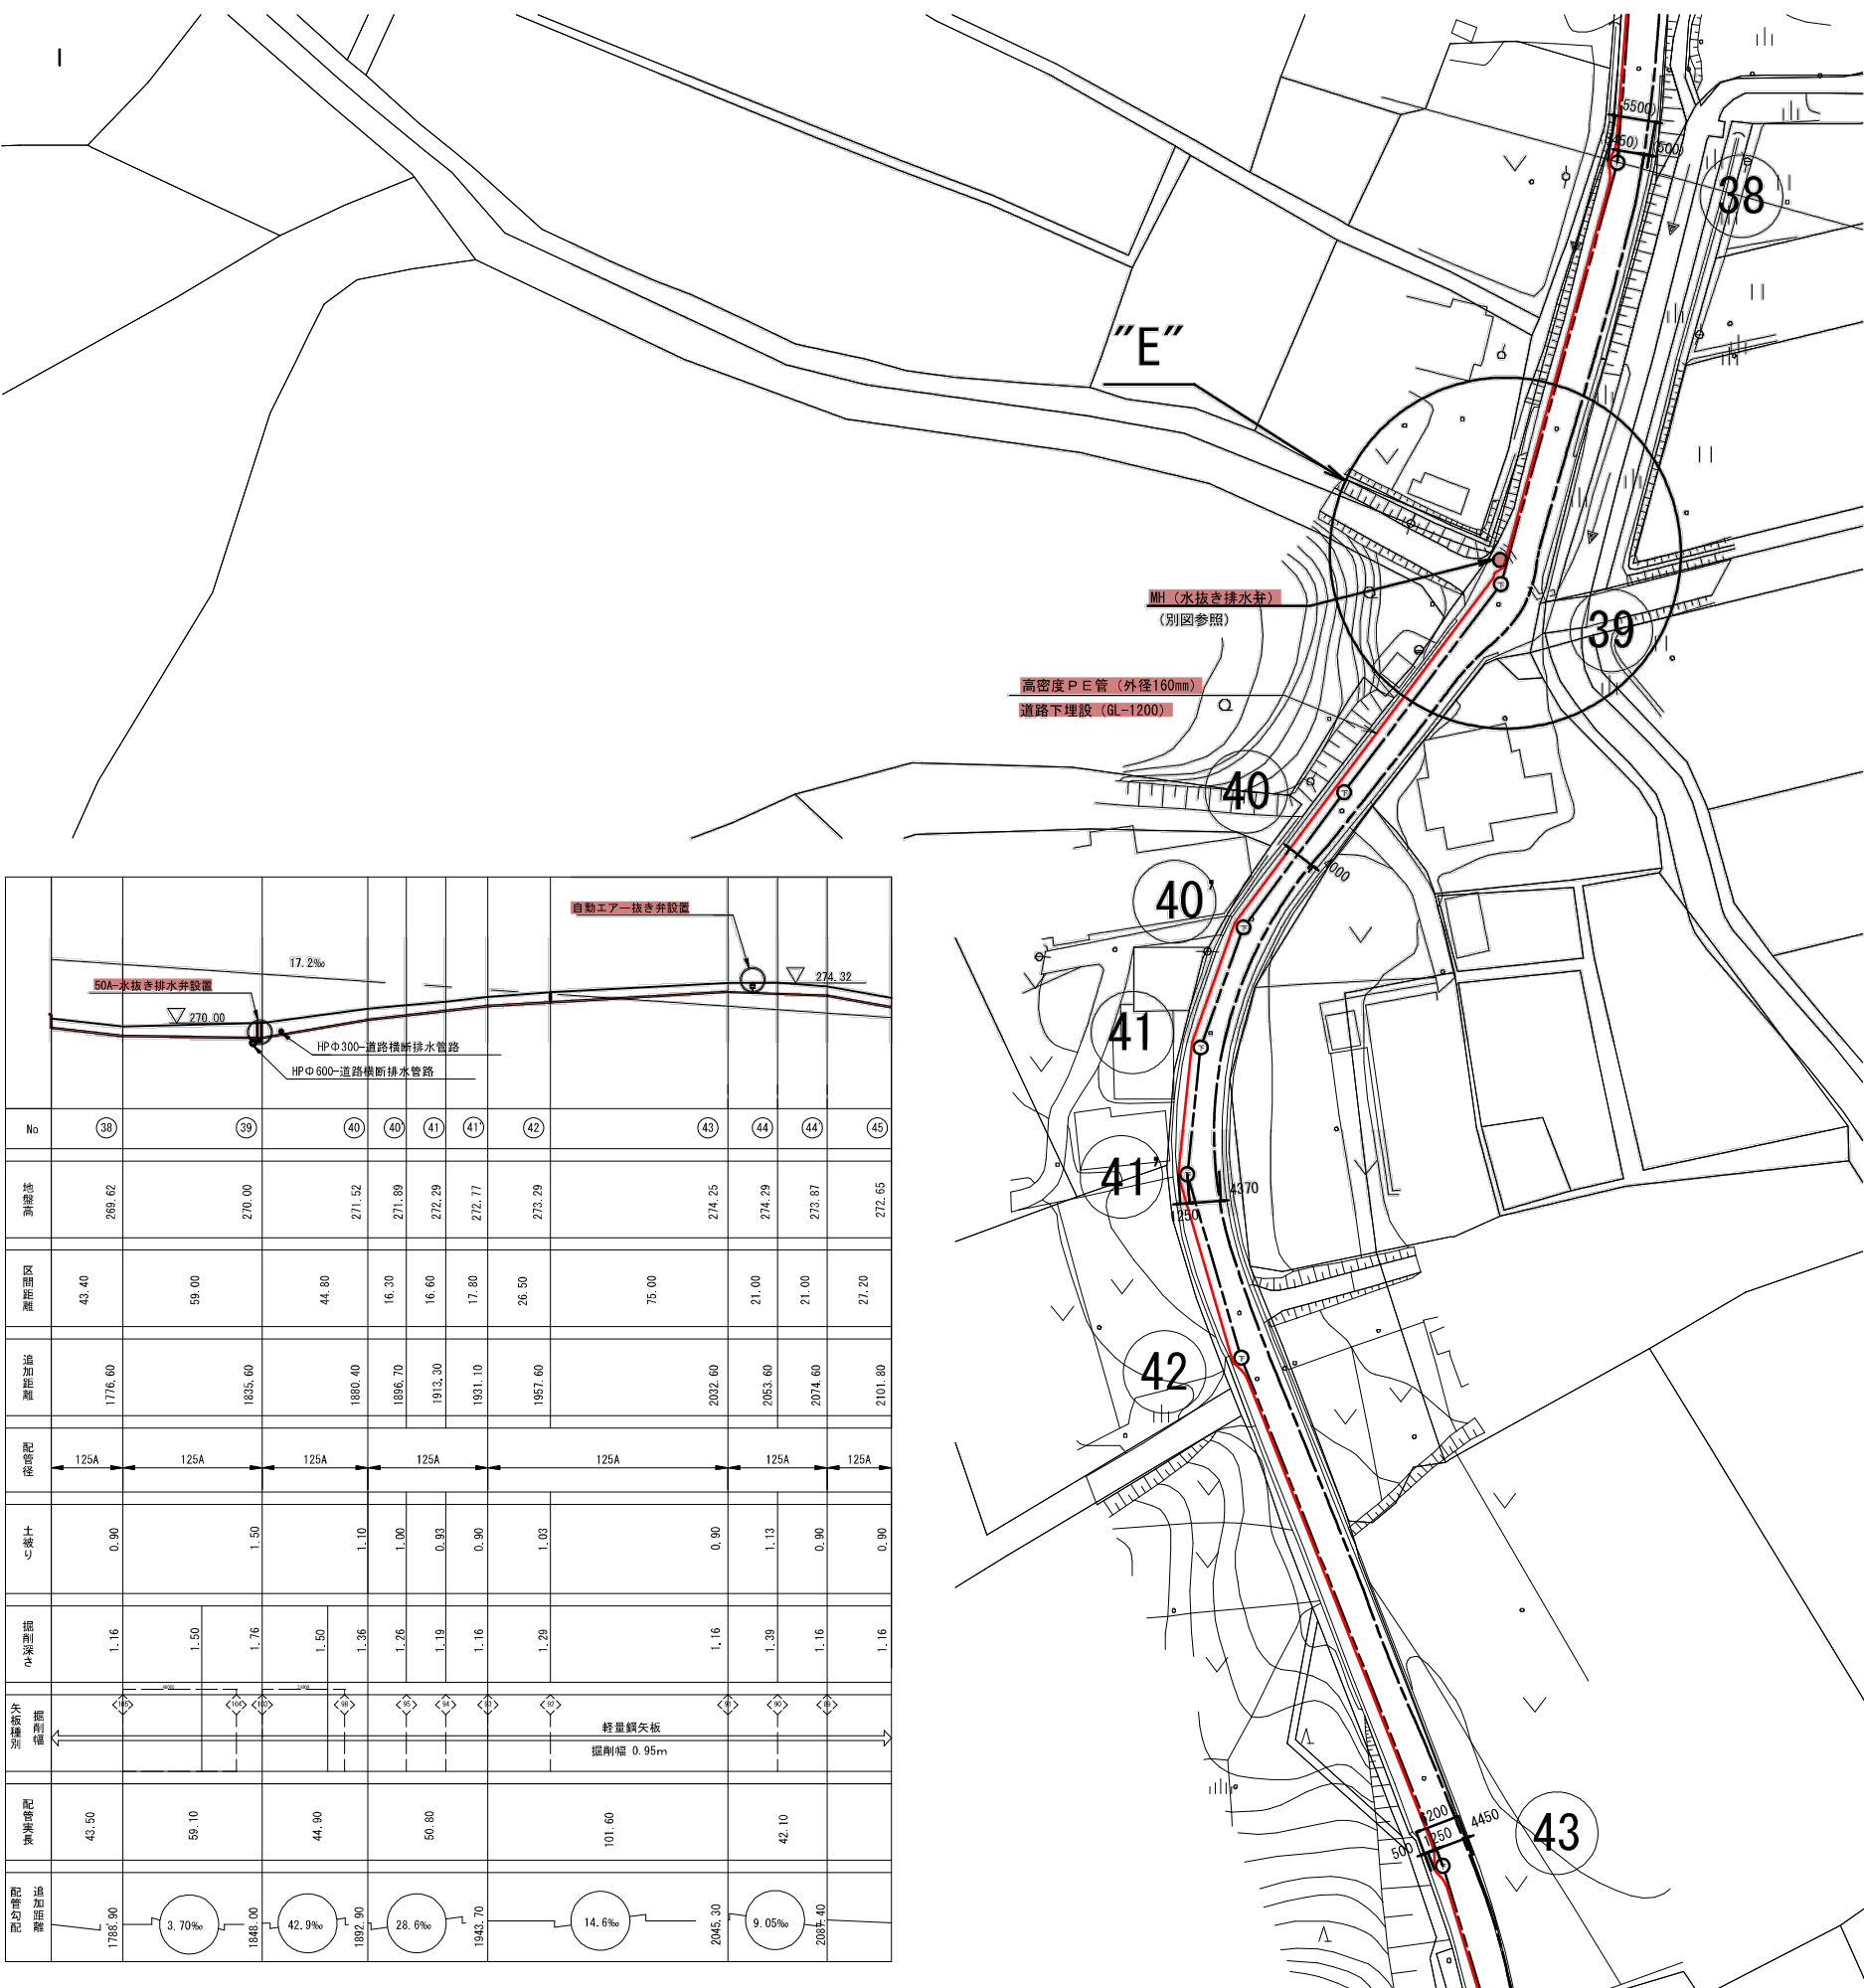 "E"
5500)
(500)
38
39
MH（水抜き排水弁）
（別図参照）
高密度ＰＥ管（外径160mm）
道路下埋設（GL-1200）
40
4000
40'
41
41'
4370
1250
42
43
5200
4450
1250
500
自動エアー抜き弁設置
17.2‰
274.32
50A-水抜き排水弁設置
270.00
HPΦ300-道路横断排水管路
HPΦ600-道路横断排水管路
No 38 39 40 40' 41 41' 42 43 44 44' 45
地盤高 269.62 270.00 271.52 271.89 272.29 272.77 273.29 274.25 274.29 273.87 272.65
区間距離 43.40 59.00 44.80 16.30 16.60 17.80 26.50 75.00 21.00 21.00 27.20
追加距離 1776.60 1835.60 1880.40 1896.70 1913.30 1931.10 1957.60 2032.60 2053.60 2074.60 2101.80
配管径 125A 125A 125A 125A 125A 125A 125A
土被り 0.90 1.50 1.10 1.00 0.93 0.90 1.03 0.90 1.13 0.90 0.90
掘削深さ 1.16 1.50 1.76 1.50 1.36 1.26 1.19 1.16 1.29 1.16 1.39 1.16 1.16
矢板種別 掘削幅
95 94 92 91 90
軽量鋼矢板
掘削幅 0.95m
配管実長 43.50 59.10 44.90 50.80 101.60 42.10
配管勾配 追加距離 1788.90 3.70‰ 1848.00 42.9‰ 1892.90 28.6‰ 1943.70 14.6‰ 2045.30 9.05‰ 2087.40